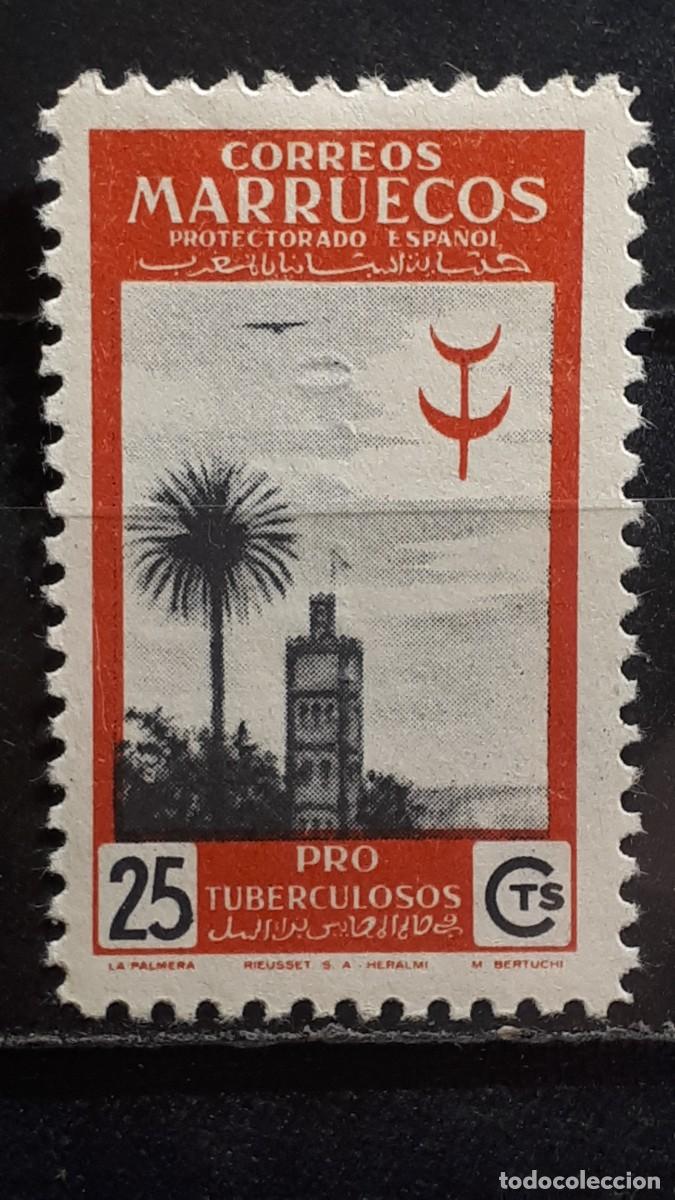 CORREOS
MARRUECOS
PROTECTORADO ESPAÑOL
PRO
TUBERCULOSOS
25 CTS
LA PALMERA RIEUSSET S. A - HERALMI M BERTUCHI
todocoleccion